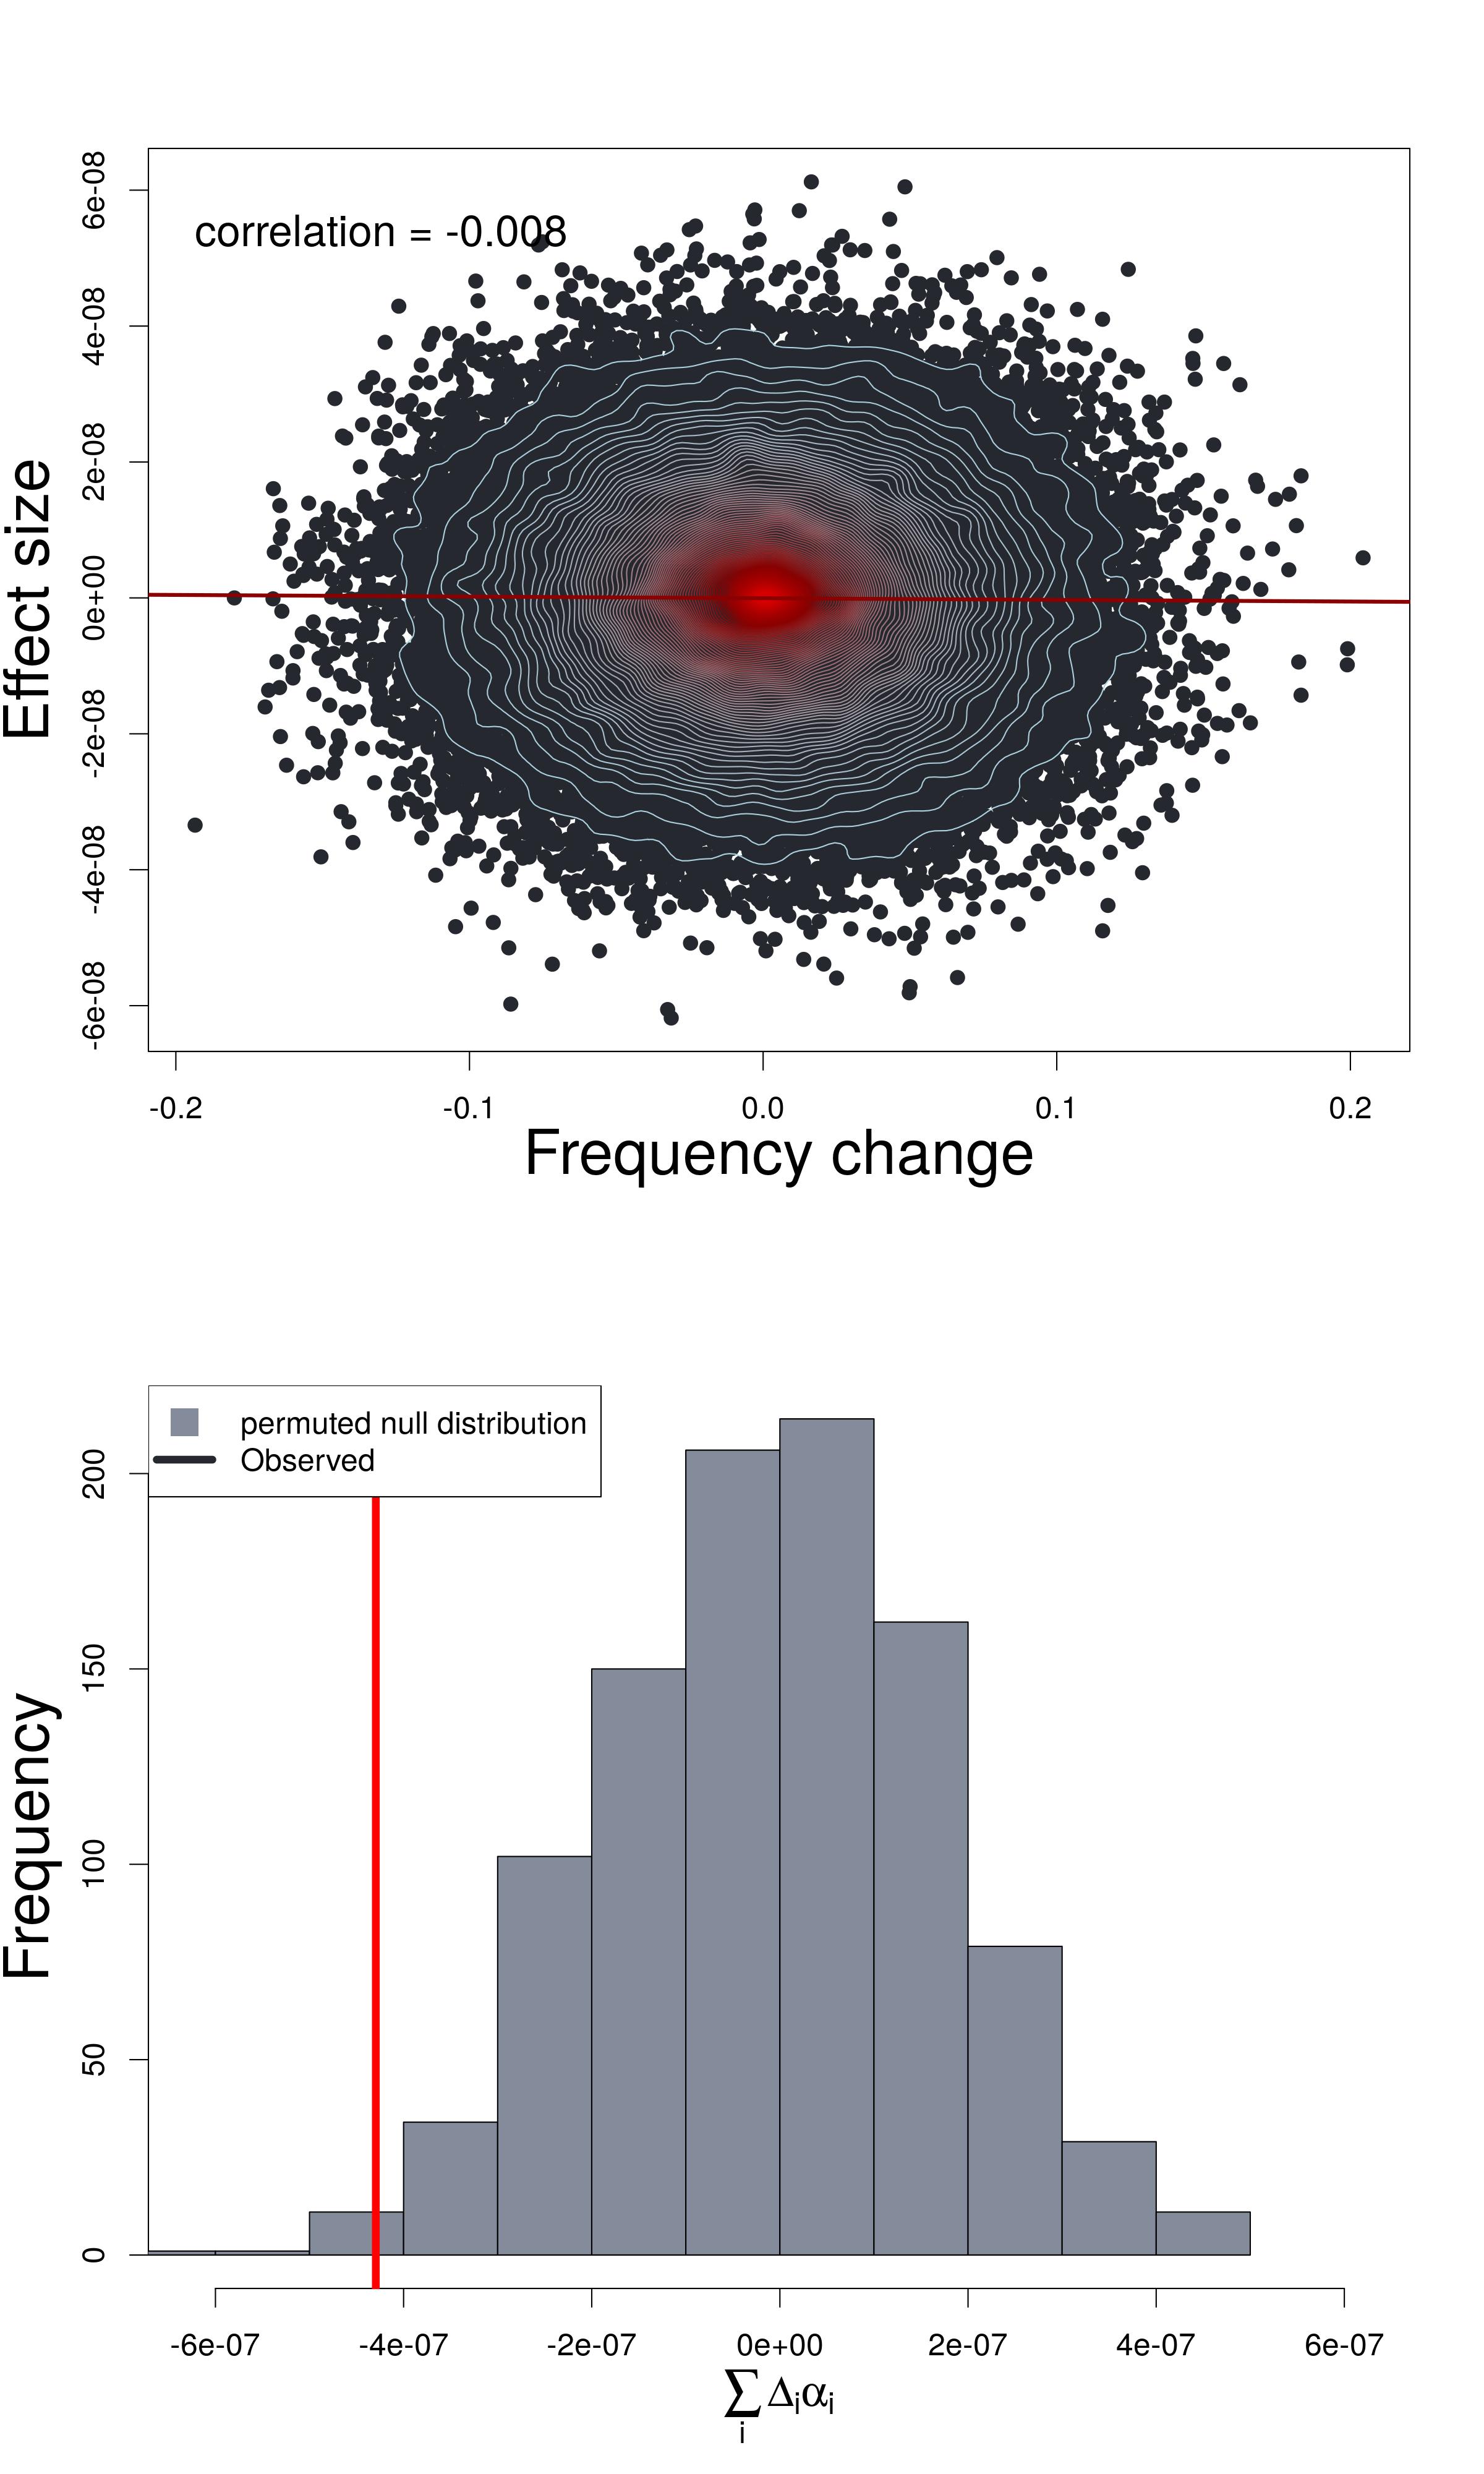 correlation = -0.008
6e-08
4e-08
2e-08
0e+00
-2e-08
-4e-08
-6e-08
Effect size
-0.2 -0.1 0.0 0.1 0.2
Frequency change
permuted null distribution
Observed
200
150
100
50
0
Frequency
-6e-07 -4e-07 -2e-07 0e+00 2e-07 4e-07 6e-07
∑ Δiαi
i